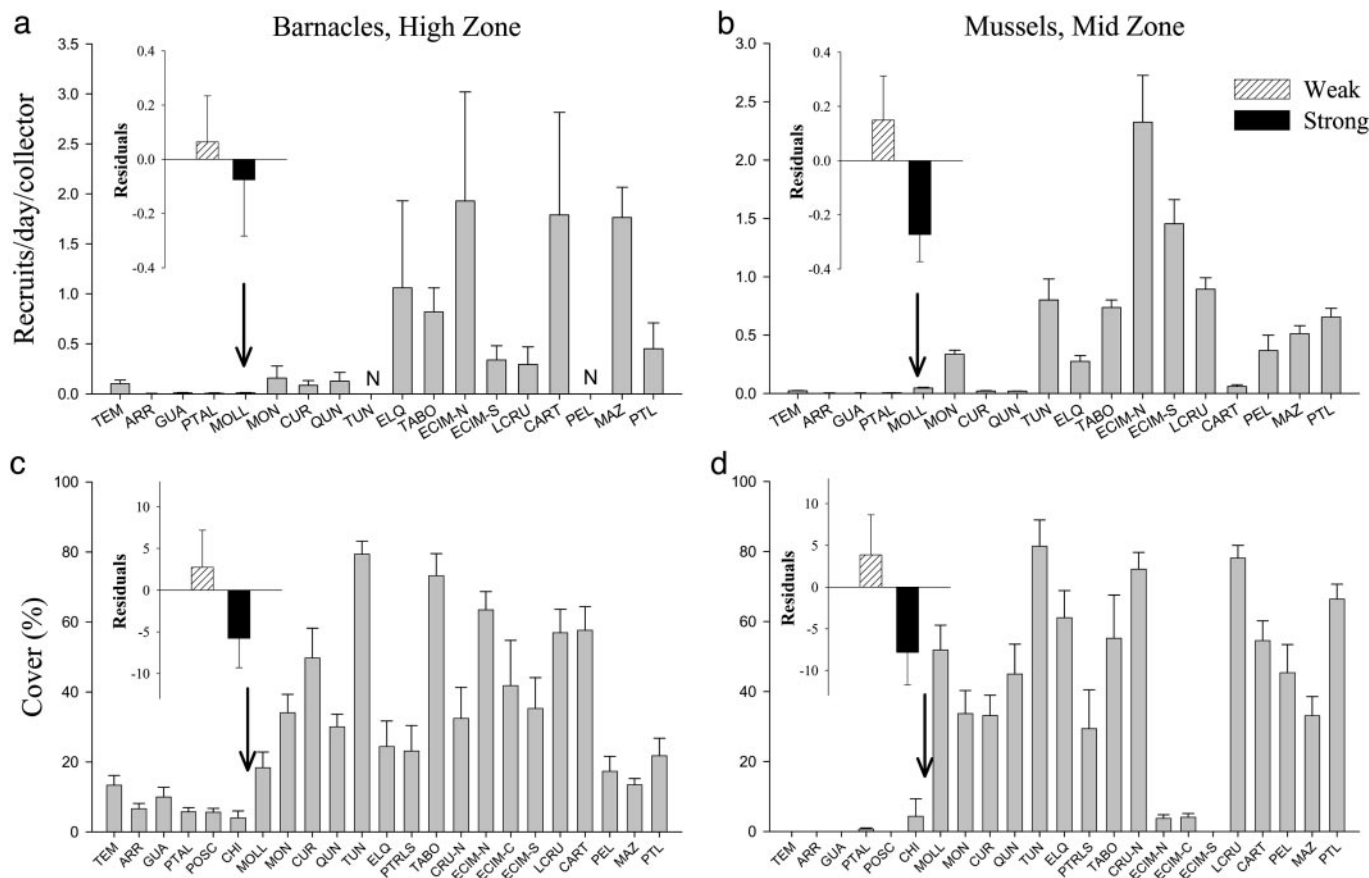 a
Barnacles, High Zone
3.5
3.0
2.5
2.0
1.5
1.0
0.5
0.0
Recruits/day/collector
0.4
0.2
0.0
-0.2
-0.4
Residuals
N
N
TEM ARR GUA PTAL MOLL MON CUR QUN TUN ELQ TABO ECIM-N ECIM-S LCRU CART PEL MAZ PTL
b
Mussels, Mid Zone
3.0
2.5
2.0
1.5
1.0
0.5
0.0
0.4
0.2
0.0
-0.2
-0.4
Residuals
Weak
Strong
TEM ARR GUA PTAL MOLL MON CUR QUN TUN ELQ TABO ECIM-N ECIM-S LCRU CART PEL MAZ PTL
c
100
80
60
40
20
0
Cover (%)
10
5
0
-5
-10
Residuals
TEM ARR GUA PTAL POSC CHI MOLL MON CUR QUN TUN ELQ PTRLS TABO CRU-N ECIM-N ECIM-C ECIM-S LCRU CART PEL MAZ PTL
d
100
80
60
40
20
0
10
5
0
-5
-10
Residuals
TEM ARR GUA PTAL POSC CHI MOLL MON CUR QUN TUN ELQ PTRLS TABO CRU-N ECIM-N ECIM-C ECIM-S LCRU CART PEL MAZ PTL